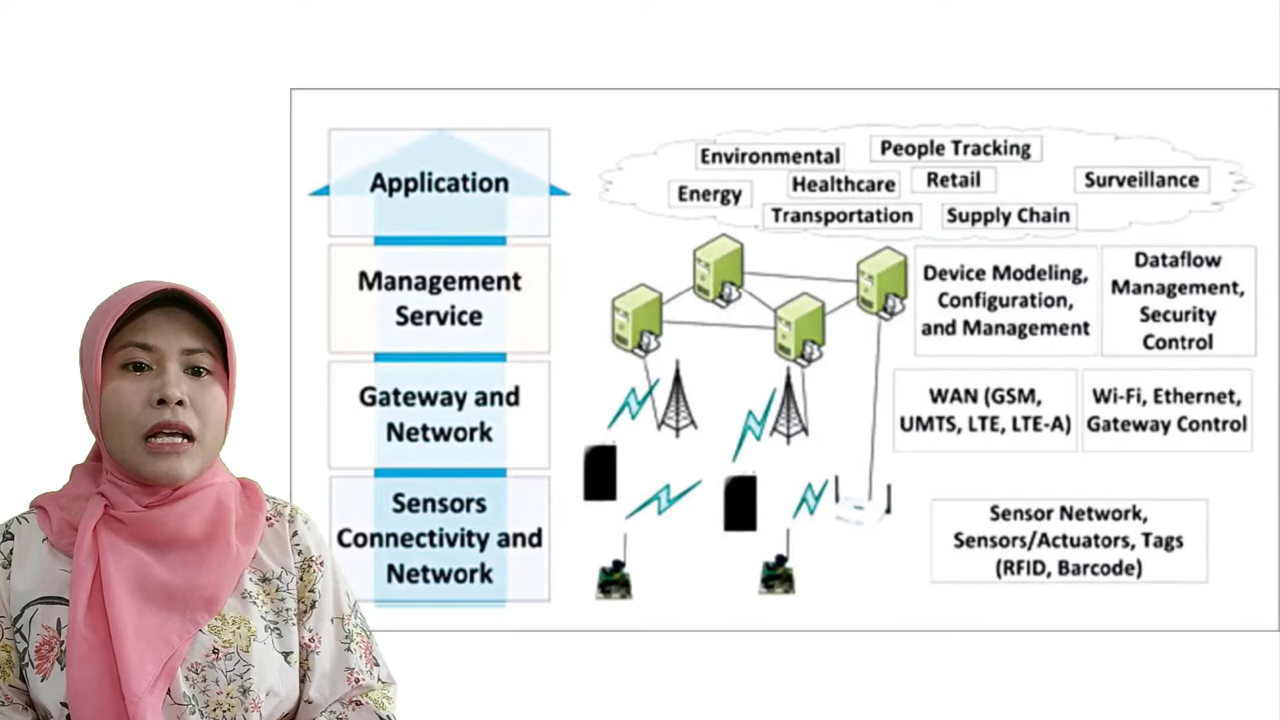 Application
Management
Service
Gateway and
Network
Sensors
Connectivity and
Network
Environmental
People Tracking
Energy
Healthcare
Retail
Surveillance
Transportation
Supply Chain
Device Modeling,
Configuration,
and Management
Dataflow
Management,
Security
Control
WAN (GSM,
UMTS, LTE, LTE-A)
Wi-Fi, Ethernet,
Gateway Control
Sensor Network,
Sensors/Actuators, Tags
(RFID, Barcode)